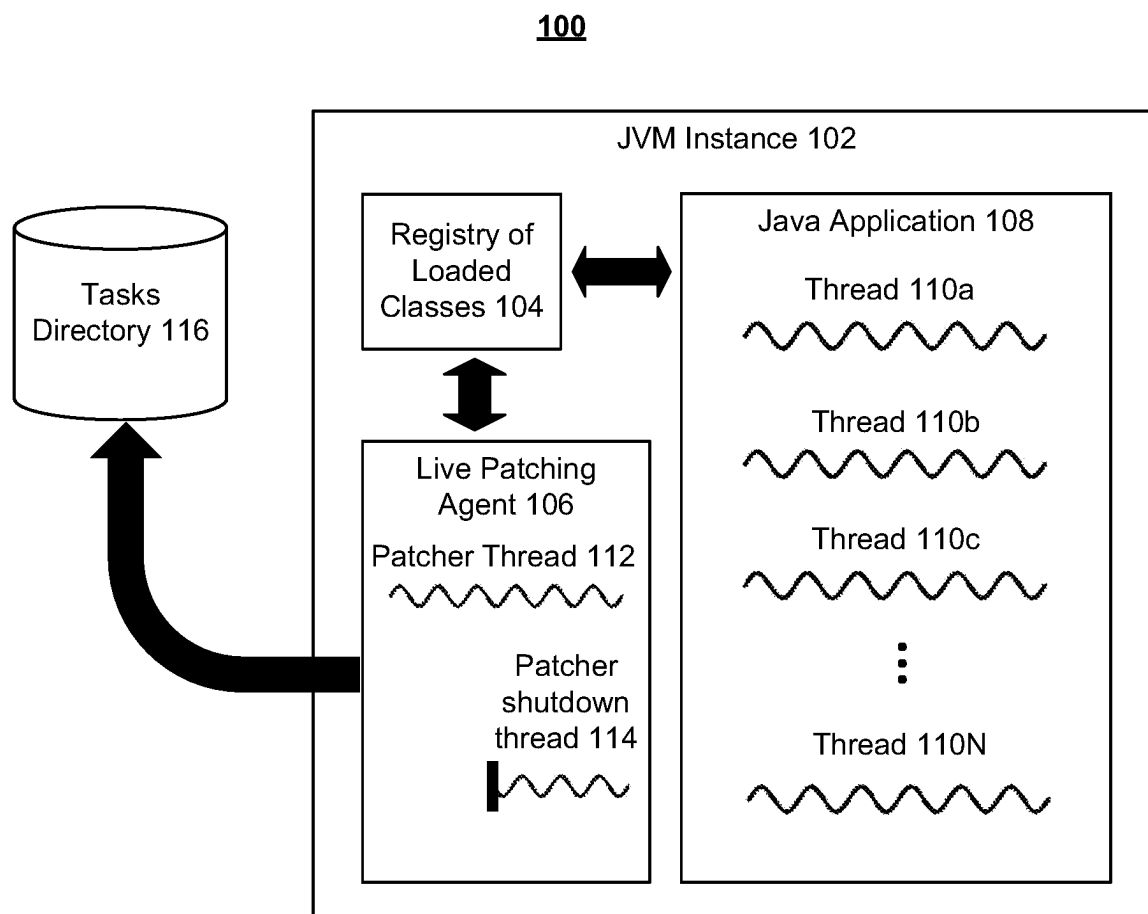 100
JVM Instance 102
Registry of
Loaded
Classes 104
Java Application 108
Thread 110a
Tasks
Directory 116
Thread 110b
Live Patching
Agent 106
Patcher Thread 112
Thread 110c
Patcher
shutdown
thread 114
Thread 110N